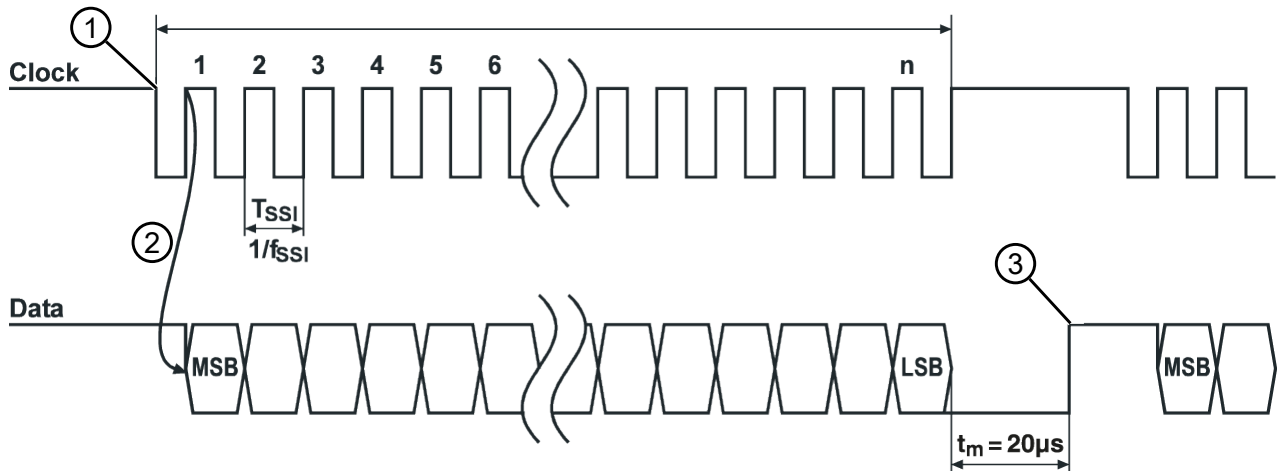 1
1 2 3 4 5 6 n
Clock
TSSI
1/fSSI
2
3
Data
MSB LSB MSB
tm = 20µs